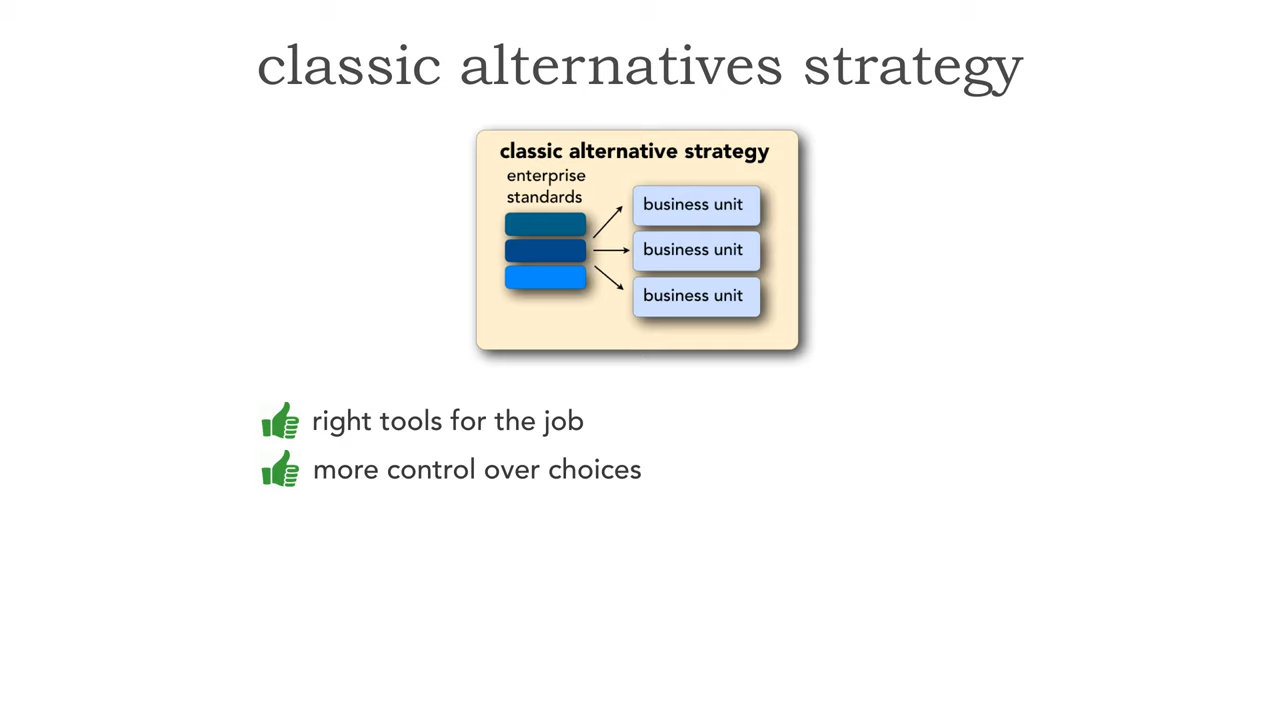 classic alternatives strategy
classic alternative strategy
enterprise
standards
business unit
business unit
business unit
right tools for the job
more control over choices